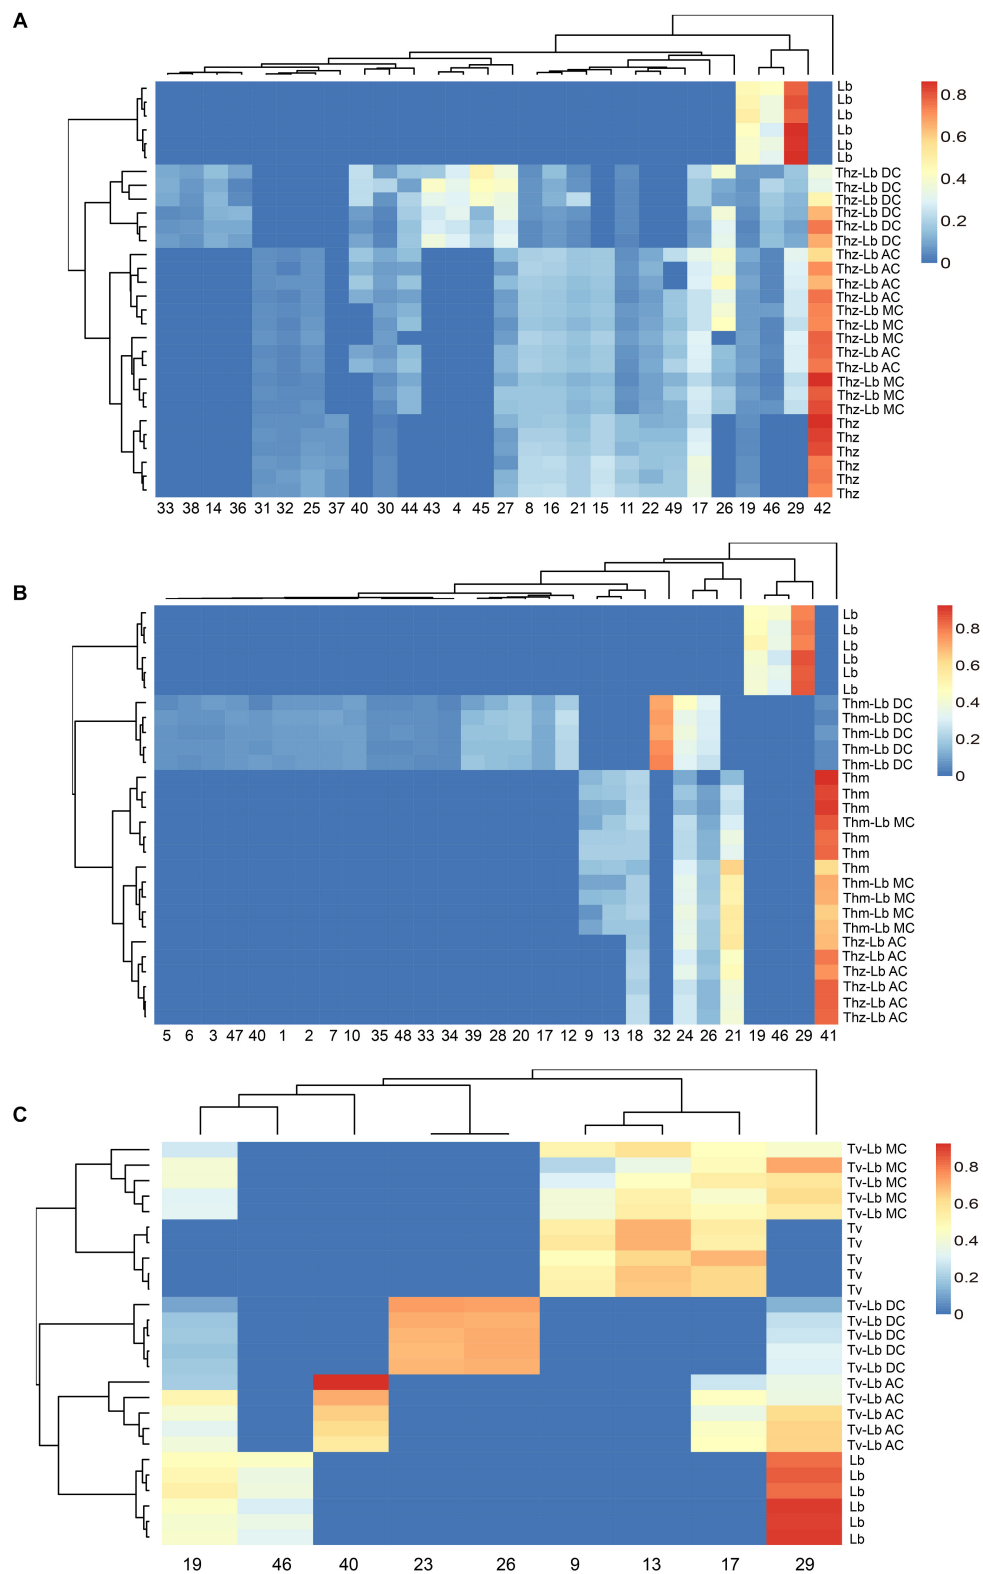 A
Lb
Lb
Lb
Lb
Lb
Lb
Thz-Lb DC
Thz-Lb DC
Thz-Lb DC
Thz-Lb DC
Thz-Lb DC
Thz-Lb DC
Thz-Lb AC
Thz-Lb AC
Thz-Lb AC
Thz-Lb AC
Thz-Lb MC
Thz-Lb MC
Thz-Lb MC
Thz-Lb AC
Thz-Lb AC
Thz-Lb MC
Thz-Lb MC
Thz-Lb MC
Thz
Thz
Thz
Thz
Thz
Thz
0.8
0.6
0.4
0.2
0
33 38 14 36 31 32 25 37 40 30 44 43 4 45 27 8 16 21 15 11 22 49 17 26 19 46 29 42
B
Lb
Lb
Lb
Lb
Lb
Lb
Thm-Lb DC
Thm-Lb DC
Thm-Lb DC
Thm-Lb DC
Thm-Lb DC
Thm
Thm
Thm
Thm-Lb MC
Thm
Thm
Thm
Thm-Lb MC
Thm-Lb MC
Thm-Lb MC
Thm-Lb MC
Thz-Lb AC
Thz-Lb AC
Thz-Lb AC
Thz-Lb AC
Thz-Lb AC
Thz-Lb AC
0.8
0.6
0.4
0.2
0
5 6 3 47 40 1 2 7 10 35 48 33 34 39 28 20 17 12 9 13 18 32 24 26 21 19 46 29 41
C
Tv-Lb MC
Tv-Lb MC
Tv-Lb MC
Tv-Lb MC
Tv-Lb MC
Tv
Tv
Tv
Tv
Tv
Tv-Lb DC
Tv-Lb DC
Tv-Lb DC
Tv-Lb DC
Tv-Lb DC
Tv-Lb AC
Tv-Lb AC
Tv-Lb AC
Tv-Lb AC
Tv-Lb AC
Lb
Lb
Lb
Lb
Lb
Lb
0.8
0.6
0.4
0.2
0
19 46 40 23 26 9 13 17 29